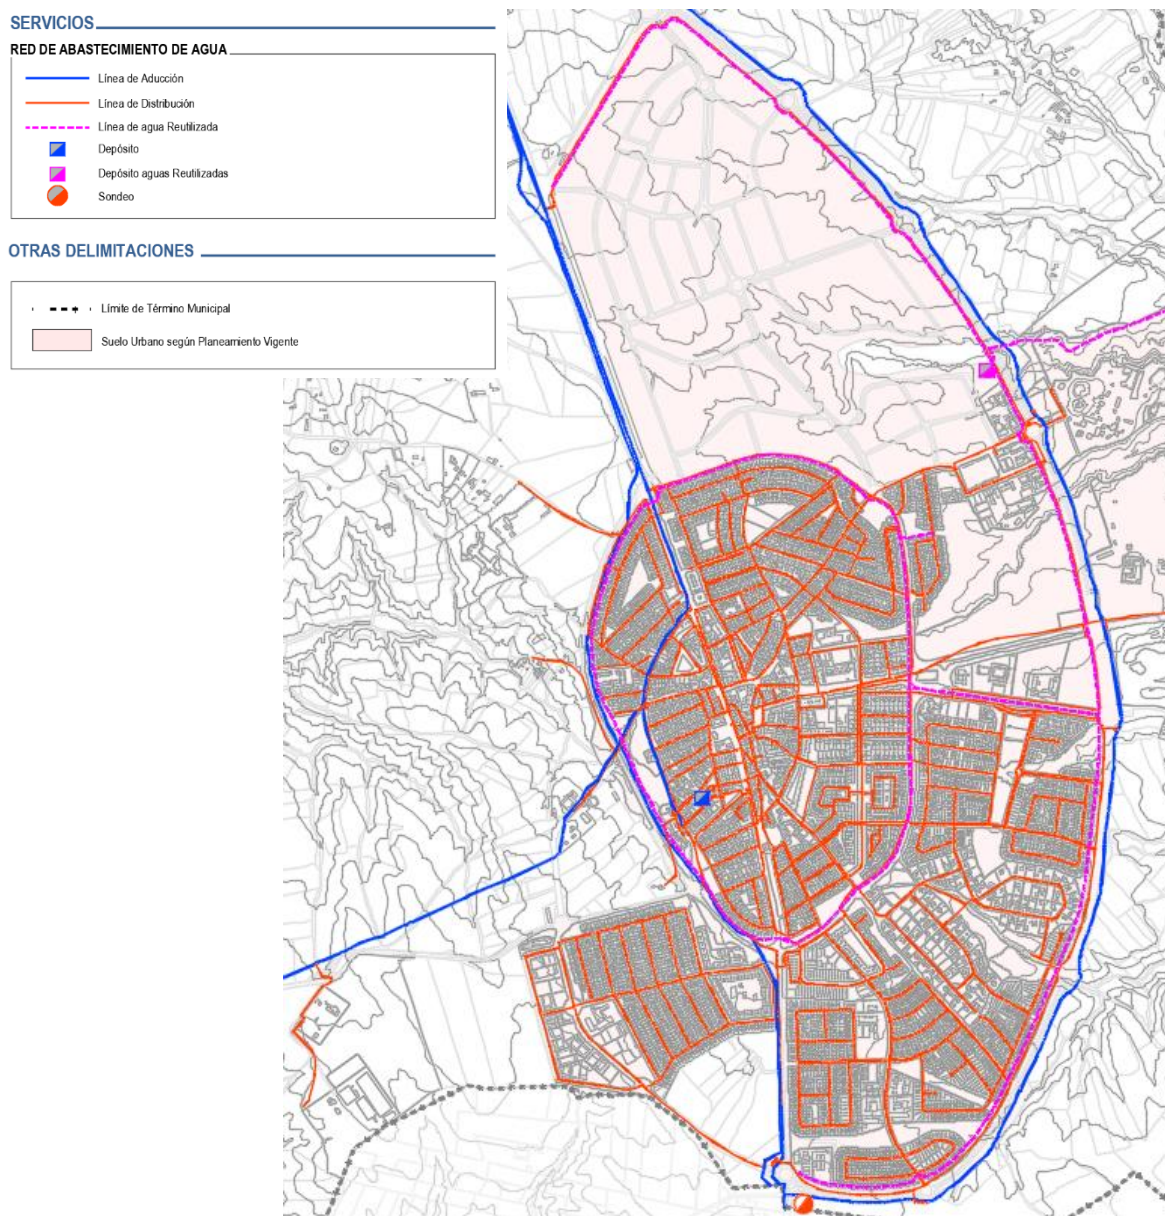 SERVICIOS
RED DE ABASTECIMIENTO DE AGUA
Línea de Aducción
Línea de Distribución
Línea de agua Reutilizada
Depósito
Depósito aguas Reutilizadas
Sondeo
OTRAS DELIMITACIONES
Límite de Término Municipal
Suelo Urbano según Planeamiento Vigente